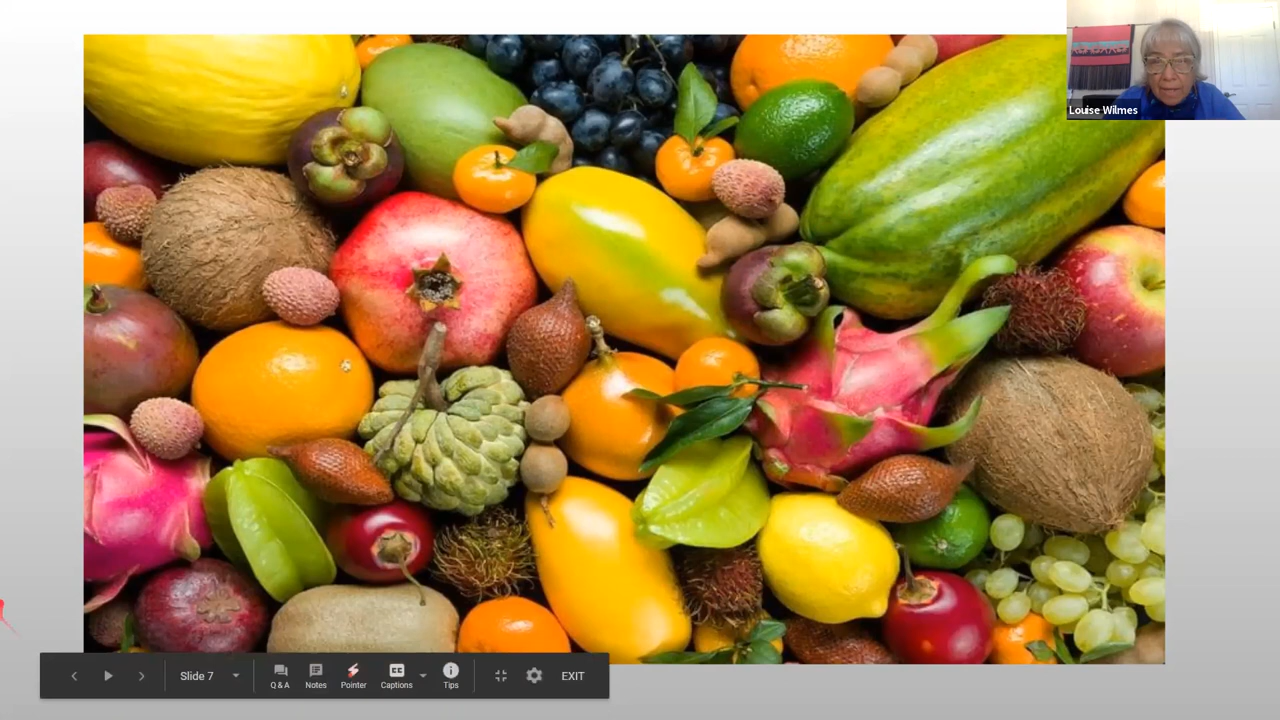 Louise Wilmes
Slide 7
Q & A
Notes
Pointer
Captions
Tips
EXIT